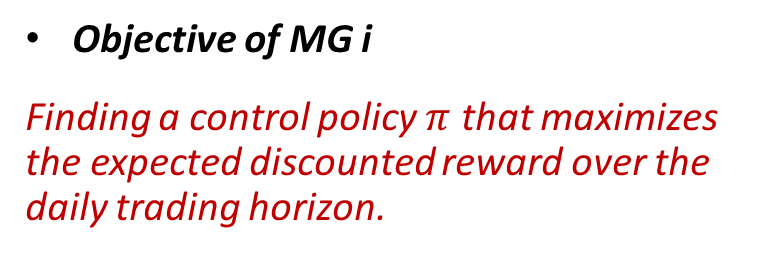 • Objective of MG i
Finding a control policy π that maximizes
the expected discounted reward over the
daily trading horizon.